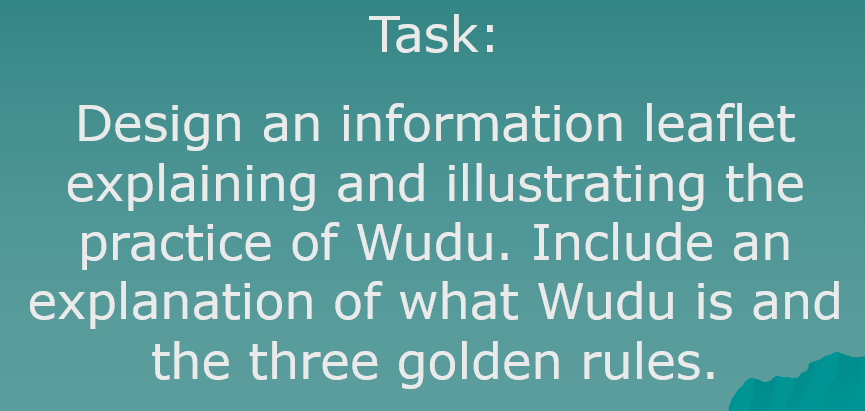 Task:
Design an information leaflet
explaining and illustrating the
practice of Wudu. Include an
explanation of what Wudu is and
the three golden rules.